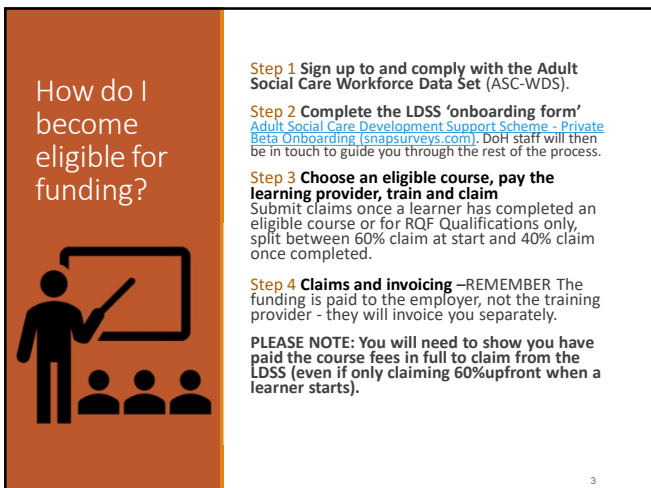 How do I
become
eligible for
funding?
Step 1 Sign up to and comply with the Adult
Social Care Workforce Data Set (ASC-WDS).
Step 2 Complete the LDSS ‘onboarding form’
Adult Social Care Development Support Scheme - Private
Beta Onboarding (snapsurveys.com). DoH staff will then
be in touch to guide you through the rest of the process.
Step 3 Choose an eligible course, pay the
learning provider, train and claim
Submit claims once a learner has completed an
eligible course or for RQF Qualifications only,
split between 60% claim at start and 40% claim
once completed.
Step 4 Claims and invoicing –REMEMBER The
funding is paid to the employer, not the training
provider - they will invoice you separately.
PLEASE NOTE: You will need to show you have
paid the course fees in full to claim from the
LDSS (even if only claiming 60%upfront when a
learner starts).
3